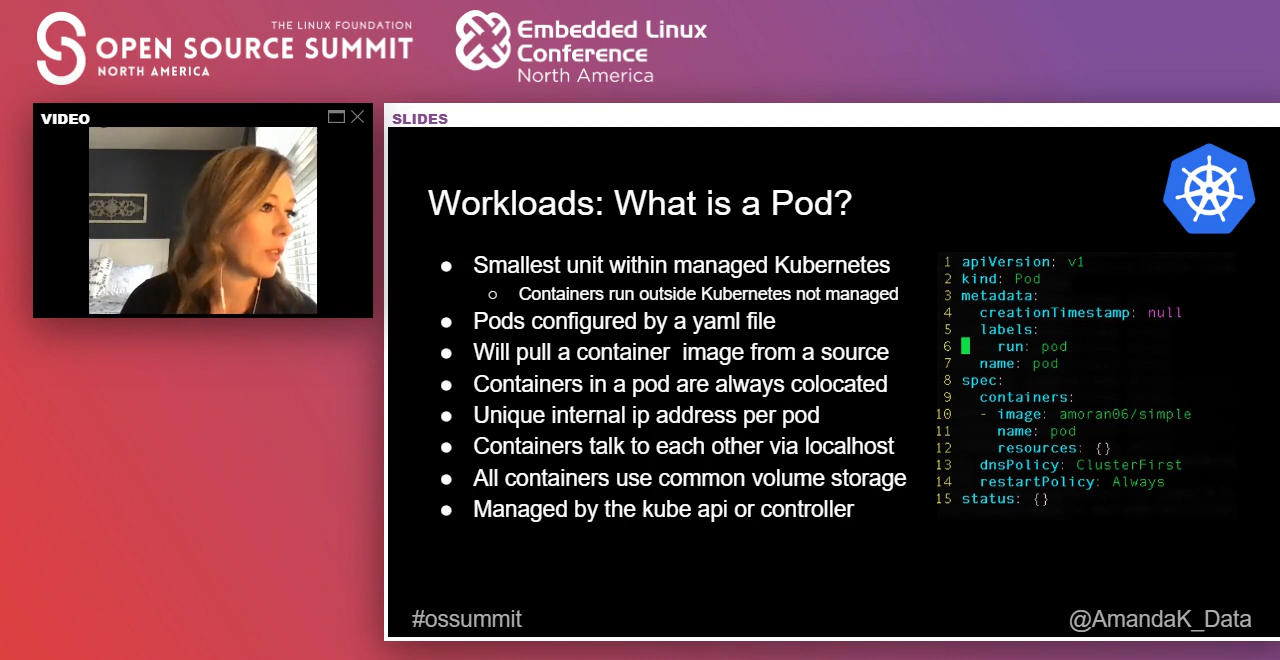 THE LINUX FOUNDATION
OPEN SOURCE SUMMIT
NORTH AMERICA
Embedded Linux
Conference
North America
VIDEO
SLIDES
Workloads: What is a Pod?
● Smallest unit within managed Kubernetes
○ Containers run outside Kubernetes not managed
● Pods configured by a yaml file
● Will pull a container image from a source
● Containers in a pod are always colocated
● Unique internal ip address per pod
● Containers talk to each other via localhost
● All containers use common volume storage
● Managed by the kube api or controller
1 apiVersion: v1
2 kind: Pod
3 metadata:
4 creationTimestamp: null
5 labels:
6 run: pod
7 name: pod
8 spec:
9 containers:
10 - image: amoran06/simple
11 name: pod
12 resources: {}
13 dnsPolicy: ClusterFirst
14 restartPolicy: Always
15 status: {}
#ossummit
@AmandaK_Data